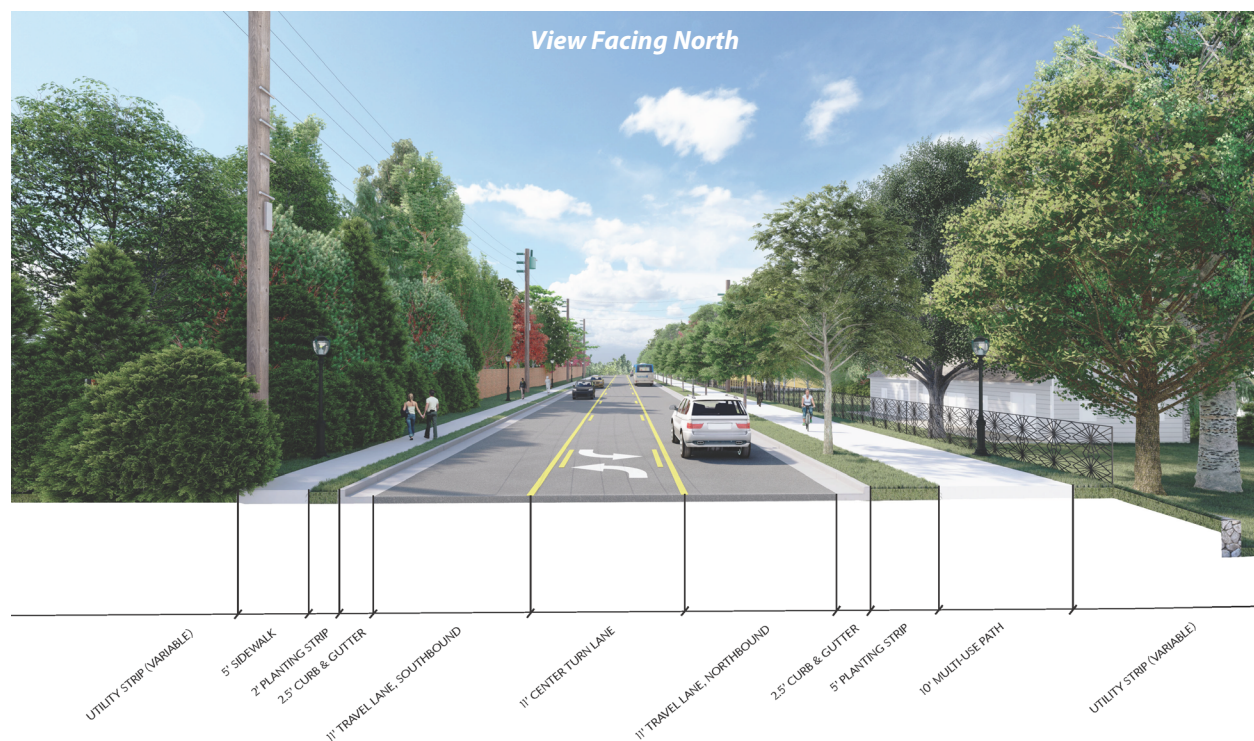 View Facing North
UTILITY STRIP (VARIABLE)
5' SIDEWALK
2' PLANTING STRIP
2.5' CURB & GUTTER
11' TRAVEL LANE, SOUTHBOUND
11' CENTER TURN LANE
11' TRAVEL LANE, NORTHBOUND
2.5' CURB & GUTTER
5' PLANTING STRIP
10' MULTI-USE PATH
UTILITY STRIP (VARIABLE)